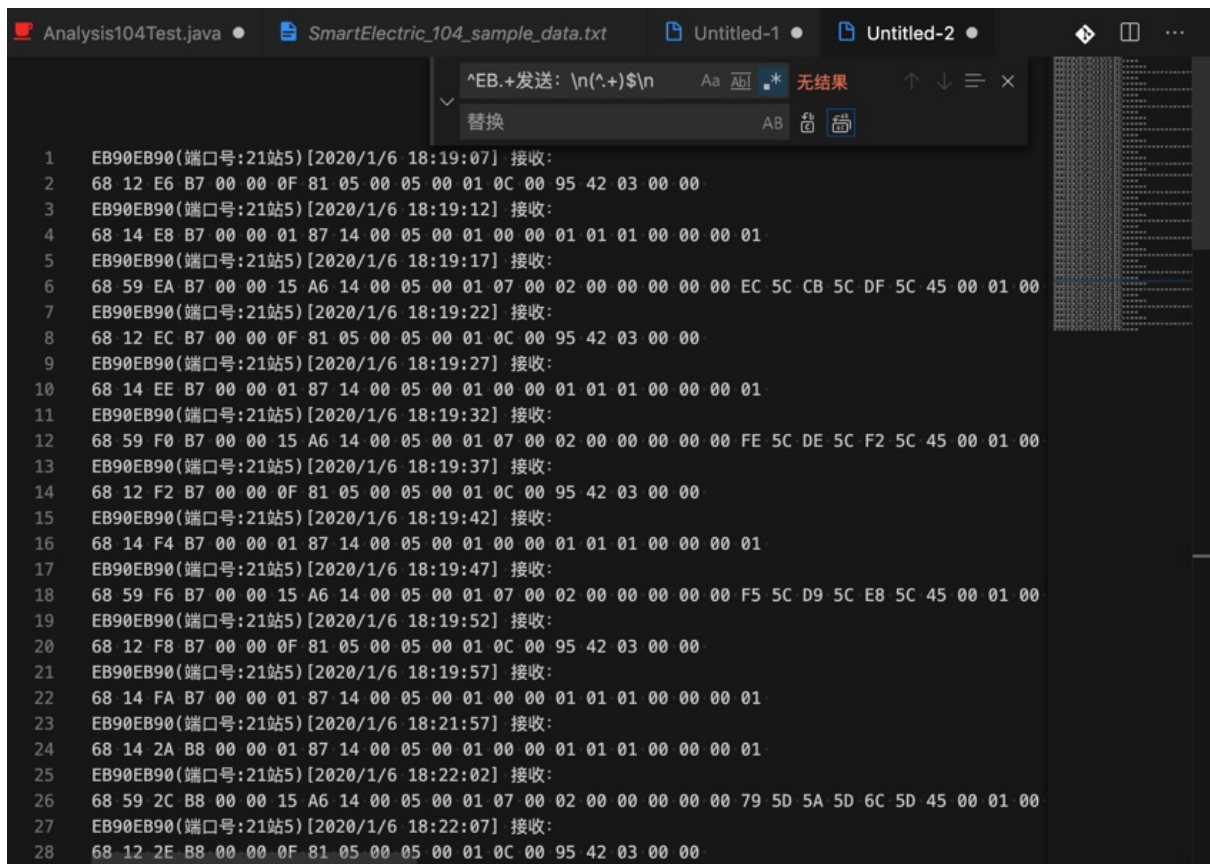 Analysis104Test.java
SmartElectric_104_sample_data.txt
Untitled-1
Untitled-2
^EB.+发送：\n(^.+)$\n
Aa
Abl
.*
无结果
替换
AB
1 EB90EB90(端口号:21站5)[2020/1/6 18:19:07] 接收:
2 68 12 E6 B7 00 00 0F 81 05 00 05 00 01 0C 00 95 42 03 00 00
3 EB90EB90(端口号:21站5)[2020/1/6 18:19:12] 接收:
4 68 14 E8 B7 00 00 01 87 14 00 05 00 01 00 00 01 01 01 00 00 00 01
5 EB90EB90(端口号:21站5)[2020/1/6 18:19:17] 接收:
6 68 59 EA B7 00 00 15 A6 14 00 05 00 01 07 00 02 00 00 00 00 00 EC 5C CB 5C DF 5C 45 00 01 00
7 EB90EB90(端口号:21站5)[2020/1/6 18:19:22] 接收:
8 68 12 EC B7 00 00 0F 81 05 00 05 00 01 0C 00 95 42 03 00 00
9 EB90EB90(端口号:21站5)[2020/1/6 18:19:27] 接收:
10 68 14 EE B7 00 00 01 87 14 00 05 00 01 00 00 01 01 01 00 00 00 01
11 EB90EB90(端口号:21站5)[2020/1/6 18:19:32] 接收:
12 68 59 F0 B7 00 00 15 A6 14 00 05 00 01 07 00 02 00 00 00 00 00 FE 5C DE 5C F2 5C 45 00 01 00
13 EB90EB90(端口号:21站5)[2020/1/6 18:19:37] 接收:
14 68 12 F2 B7 00 00 0F 81 05 00 05 00 01 0C 00 95 42 03 00 00
15 EB90EB90(端口号:21站5)[2020/1/6 18:19:42] 接收:
16 68 14 F4 B7 00 00 01 87 14 00 05 00 01 00 00 01 01 01 00 00 00 01
17 EB90EB90(端口号:21站5)[2020/1/6 18:19:47] 接收:
18 68 59 F6 B7 00 00 15 A6 14 00 05 00 01 07 00 02 00 00 00 00 00 F5 5C D9 5C E8 5C 45 00 01 00
19 EB90EB90(端口号:21站5)[2020/1/6 18:19:52] 接收:
20 68 12 F8 B7 00 00 0F 81 05 00 05 00 01 0C 00 95 42 03 00 00
21 EB90EB90(端口号:21站5)[2020/1/6 18:19:57] 接收:
22 68 14 FA B7 00 00 01 87 14 00 05 00 01 00 00 01 01 01 00 00 00 01
23 EB90EB90(端口号:21站5)[2020/1/6 18:21:57] 接收:
24 68 14 2A B8 00 00 01 87 14 00 05 00 01 00 00 01 01 01 00 00 00 01
25 EB90EB90(端口号:21站5)[2020/1/6 18:22:02] 接收:
26 68 59 2C B8 00 00 15 A6 14 00 05 00 01 07 00 02 00 00 00 00 00 79 5D 5A 5D 6C 5D 45 00 01 00
27 EB90EB90(端口号:21站5)[2020/1/6 18:22:07] 接收:
28 68 12 2E B8 00 00 0F 81 05 00 05 00 01 0C 00 95 42 03 00 00